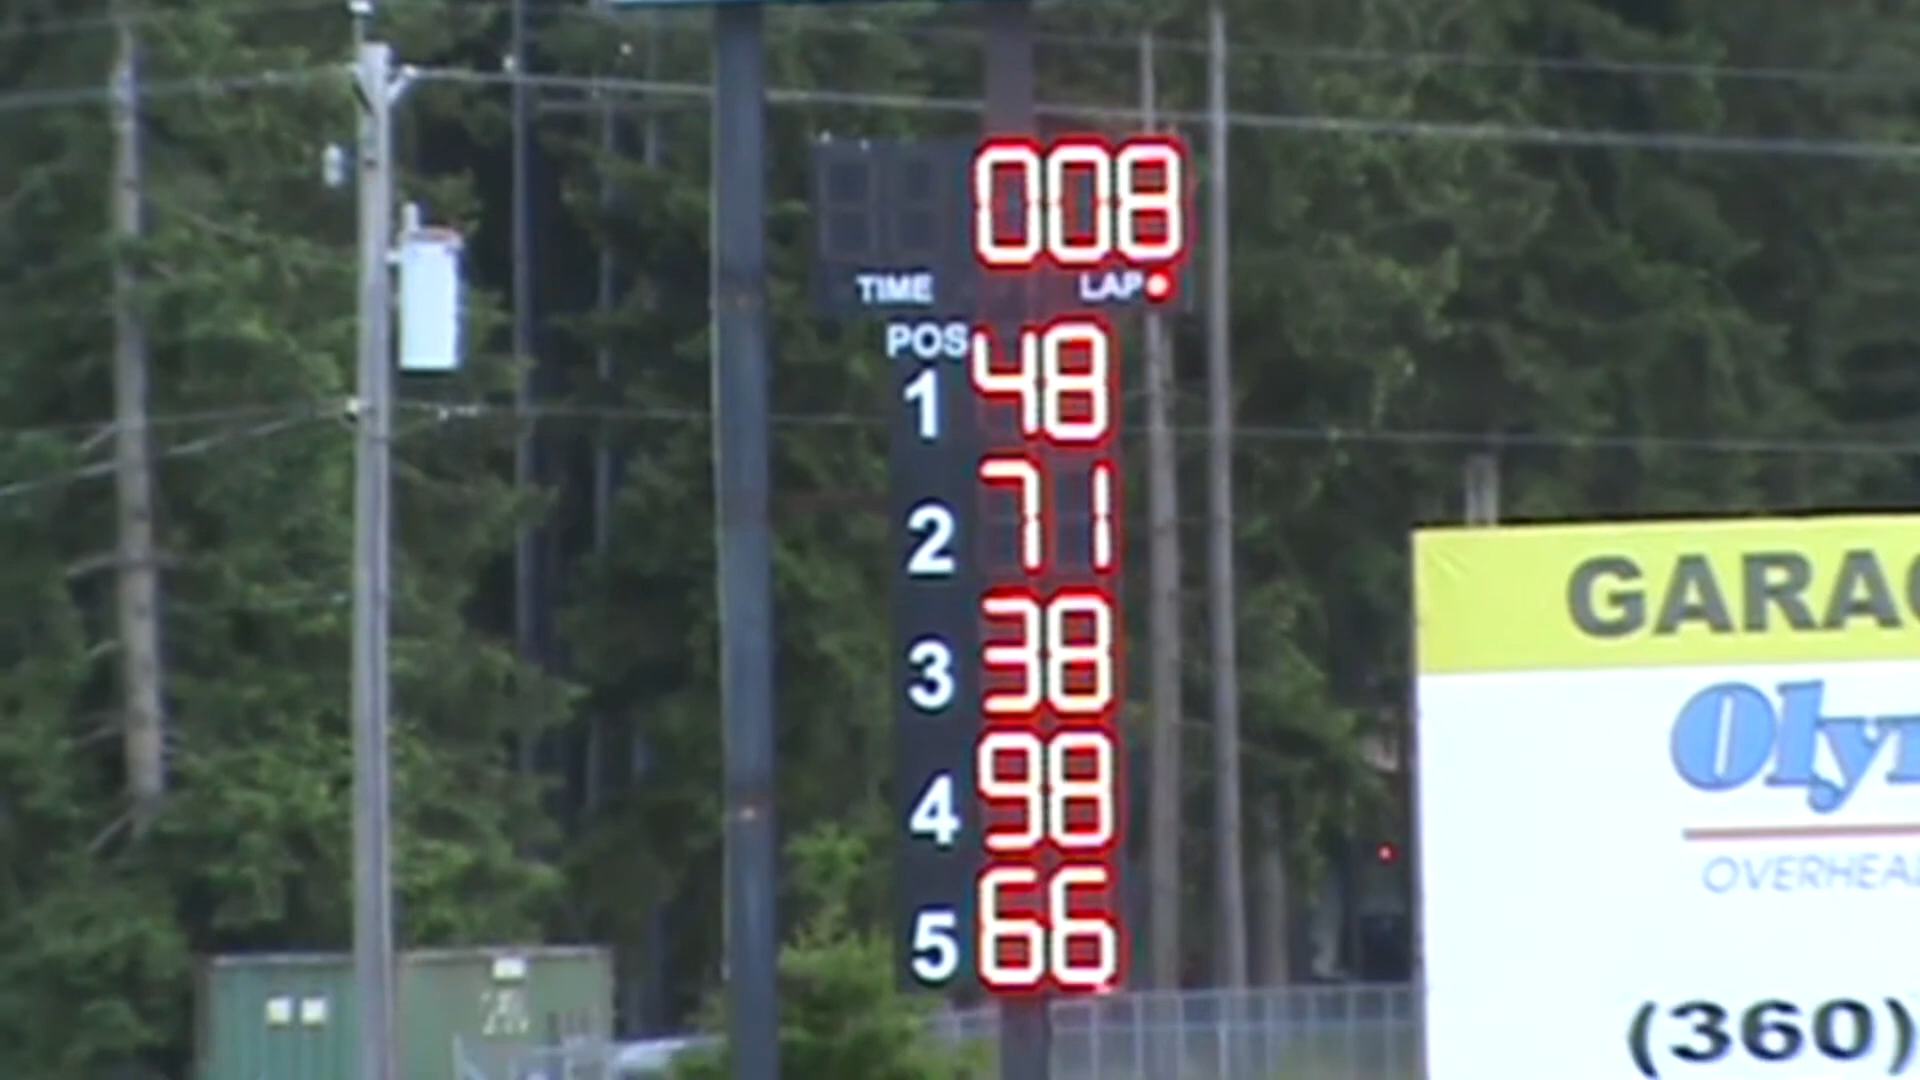 008
TIME LAP
POS
1 48
2 71
3 38
4 98
5 66
GARAG
Oly
OVERHEA
(360)